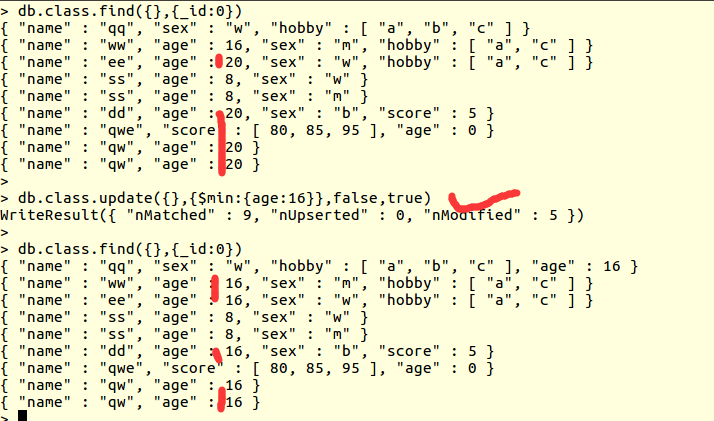 > db.class.find({},{_id:0})
{ "name" : "qq", "sex" : "w", "hobby" : [ "a", "b", "c" ] }
{ "name" : "ww", "age" : 16, "sex" : "m", "hobby" : [ "a", "c" ] }
{ "name" : "ee", "age" : 20, "sex" : "w", "hobby" : [ "a", "c" ] }
{ "name" : "ss", "age" : 8, "sex" : "w" }
{ "name" : "ss", "age" : 8, "sex" : "m" }
{ "name" : "dd", "age" : 20, "sex" : "b", "score" : 5 }
{ "name" : "qwe", "score" : [ 80, 85, 95 ], "age" : 0 }
{ "name" : "qw", "age" : 20 }
{ "name" : "qw", "age" : 20 }
>
> db.class.update({},{$min:{age:16}},false,true)
WriteResult({ "nMatched" : 9, "nUpserted" : 0, "nModified" : 5 })
>
> db.class.find({},{_id:0})
{ "name" : "qq", "sex" : "w", "hobby" : [ "a", "b", "c" ], "age" : 16 }
{ "name" : "ww", "age" : 16, "sex" : "m", "hobby" : [ "a", "c" ] }
{ "name" : "ee", "age" : 16, "sex" : "w", "hobby" : [ "a", "c" ] }
{ "name" : "ss", "age" : 8, "sex" : "w" }
{ "name" : "ss", "age" : 8, "sex" : "m" }
{ "name" : "dd", "age" : 16, "sex" : "b", "score" : 5 }
{ "name" : "qwe", "score" : [ 80, 85, 95 ], "age" : 0 }
{ "name" : "qw", "age" : 16 }
{ "name" : "qw", "age" : 16 }
>